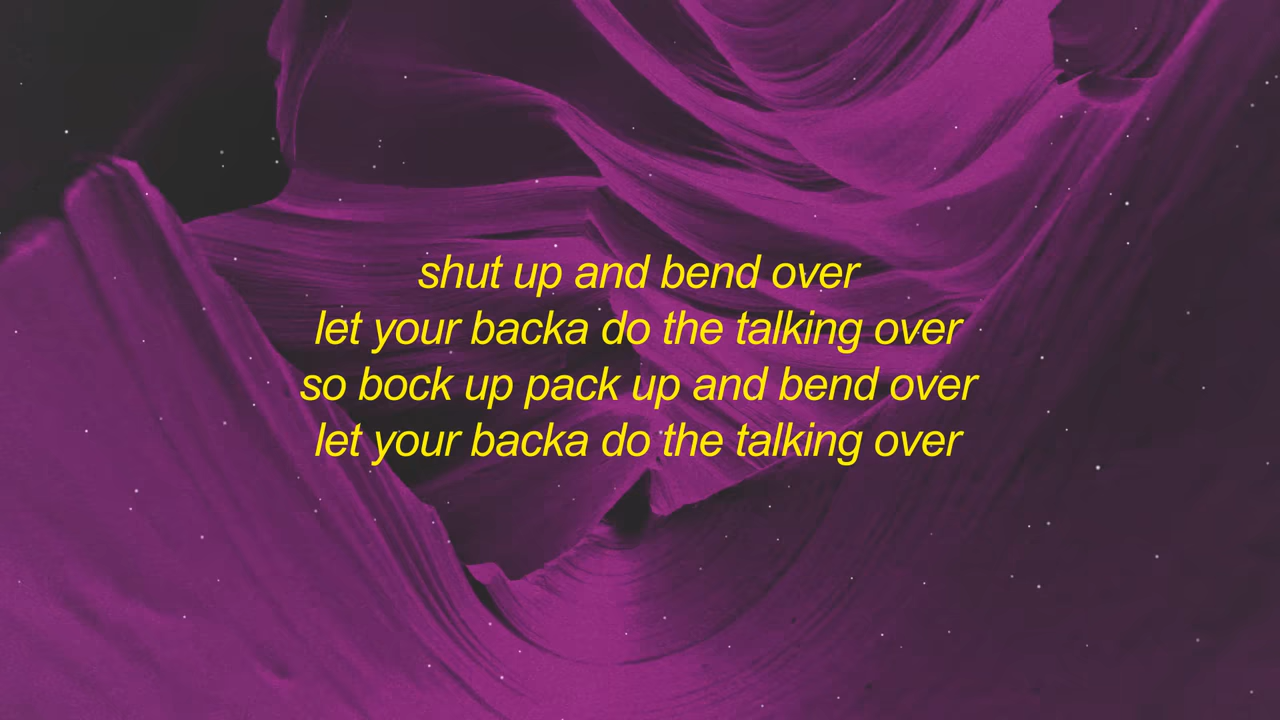 shut up and bend over
let your backa do the talking over
so bock up pack up and bend over
let your backa do the talking over